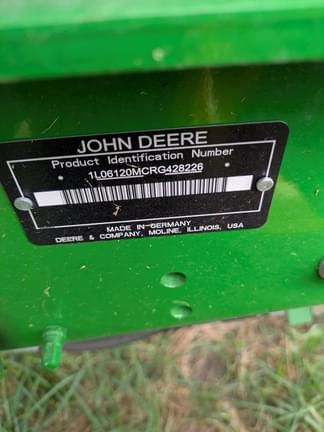 JOHN DEERE
Product Identification Number
1L06120MCRG428226
MADE IN GERMANY
DEERE & COMPANY, MOLINE, ILLINOIS, USA